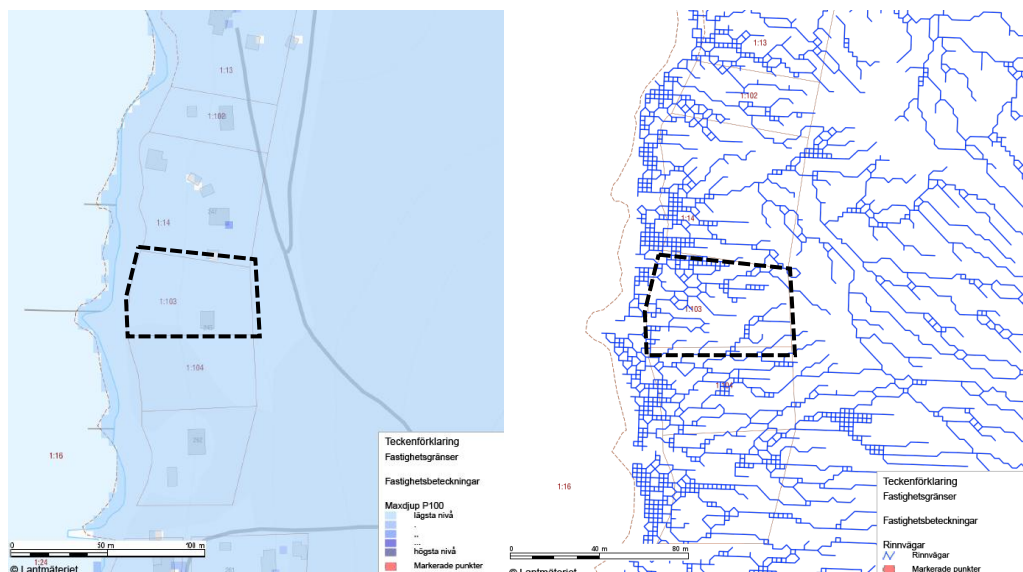 1:13
1:102
1:14
1:103
1:104
1:16
1:24
0 50 m 100 m
© Lantmäteriet
Teckenförklaring
Fastighetsgränser
Fastighetsbeteckningar
Maxdjup P100
lägsta nivå
.
..
...
högsta nivå
Markerade punkter
1:13
1:102
1:14
1:103
1:16
0 40 m 80 m
© Lantmäteriet
Teckenförklaring
Fastighetsgränser
Fastighetsbeteckningar
Rinnvägar
Rinnvägar
Markerade punkter